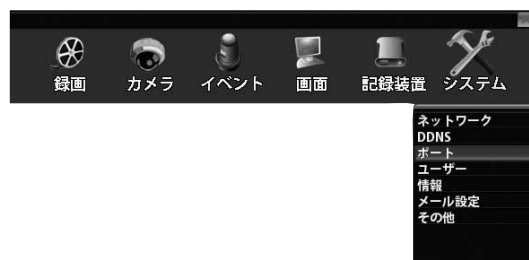 録画
カメラ
イベント
画面
記録装置
システム
ネットワーク
DDNS
ポート
ユーザー
情報
メール設定
その他